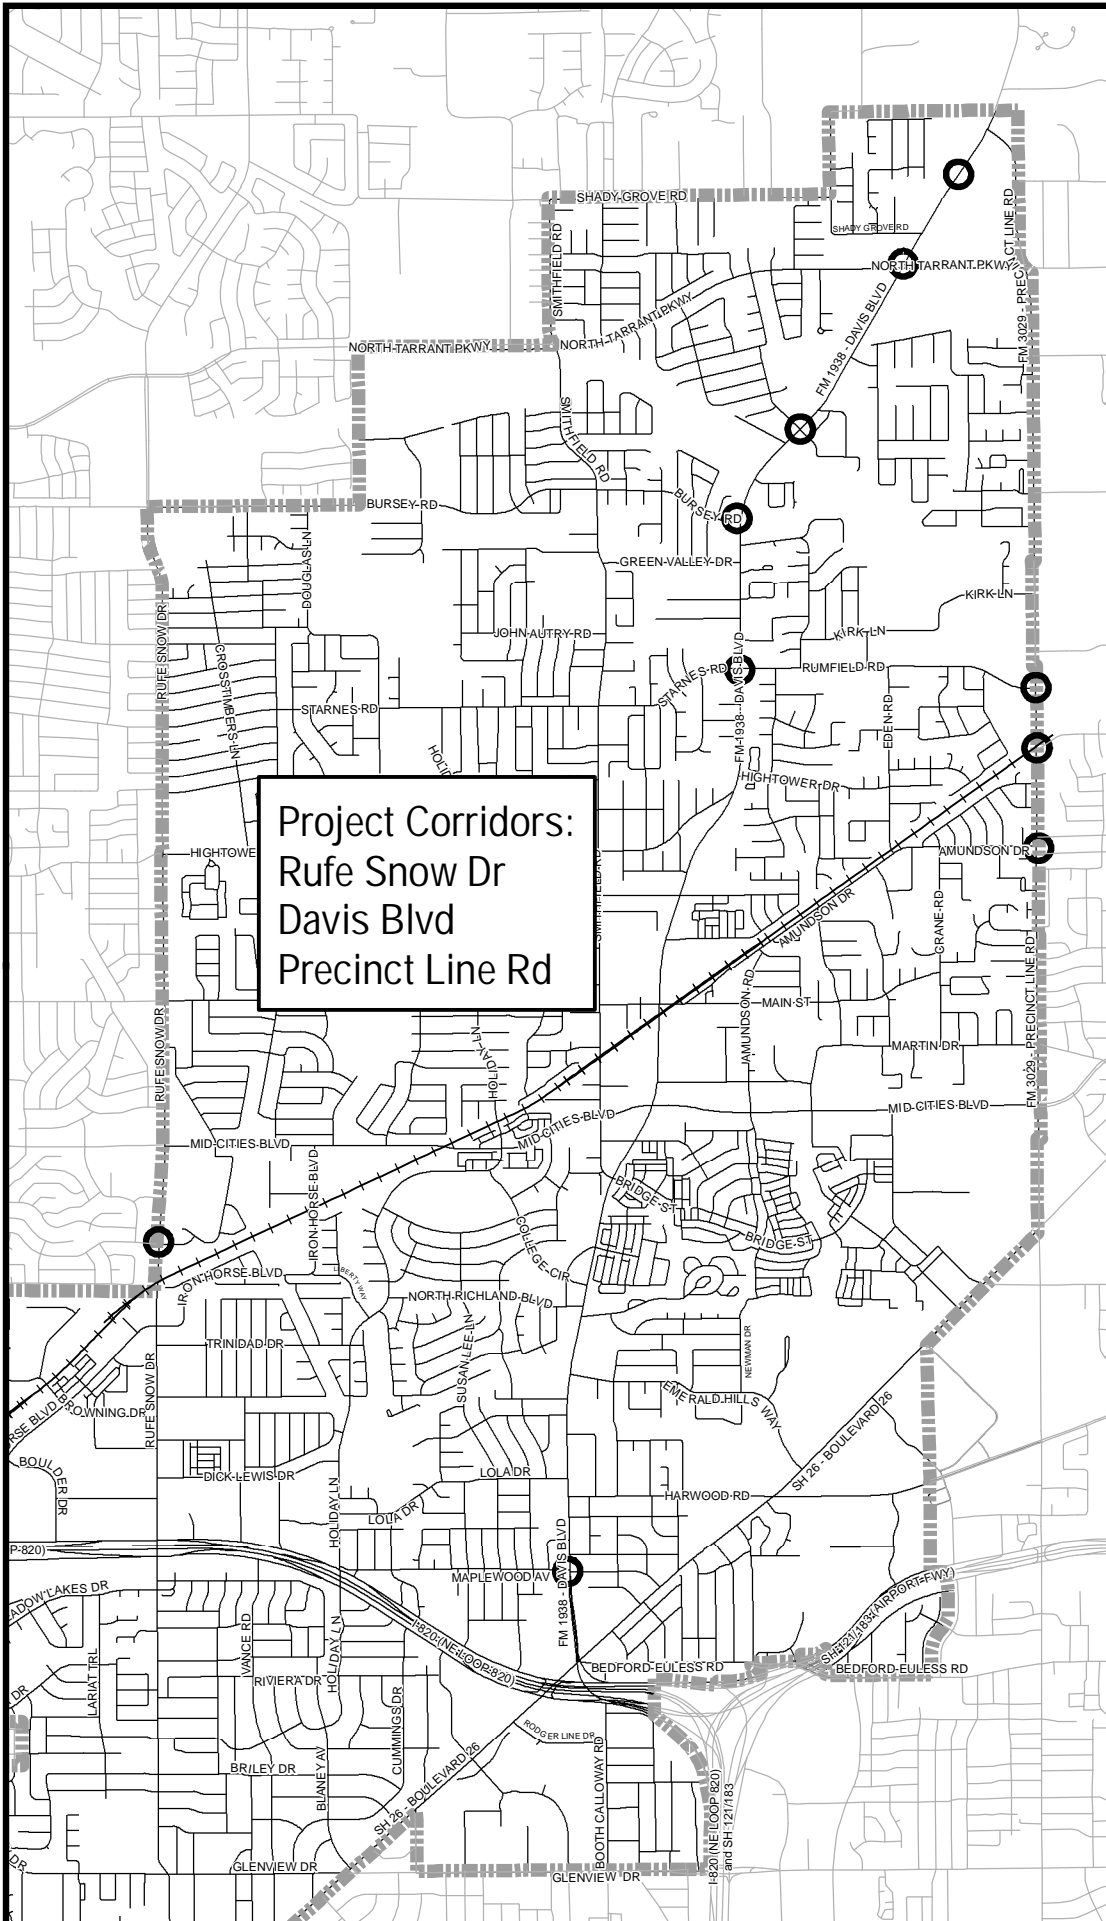 SHADY GROVE RD
SMITHFIELD RD
SHADY GROVE RD
FM 3029 - PRECINCT LINE RD
NORTH TARRANT PKWY
NORTH TARRANT PKWY
NORTH TARRANT PKWY
FM 1938 - DAVIS BLVD
SMITHFIELD RD
BURSEY RD
BURSEY RD
DOUGLAS LN
GREEN VALLEY DR
KIRK LN
RUFE SNOW DR
CROSSTIMBERS LN
JOHN AUTRY RD
KIRK LN
STARNES RD
FM 1938 - DAVIS BLVD
RUMFIELD RD
STARNES RD
EDEN RD
HIGHTOWER DR
Project Corridors:
Rufe Snow Dr
Davis Blvd
Precinct Line Rd
HIGHTOWE
AMUNDSON DR
AMUNDSON DR
CRANE RD
RUFE SNOW DR
HOLIDAY LN
AMUNDSON RD
MAIN ST
MARTIN DR
FM 3029 - PRECINCT LINE RD
MID CITIES BLVD
MID CITIES BLVD
MID CITIES BLVD
IRON HORSE BLVD
BRIDGE ST
BRIDGE ST
COLLEGE CIR
IRON HORSE BLVD
LIBERTY WAY
NORTH RICHLAND BLVD
TRINIDAD DR
SUSAN LEE LN
NEWMAN DR
RUFE SNOW DR
BROWNING DR
RSE BLVD
EMERALD HILLS WAY
SH 26 - BOULEVARD 26
BOULDER DR
DICK LEWIS DR
LOLA DR
LOLA DR
HARWOOD RD
HOLIDAY LN
P-820)
MAPLEWOOD AV
FM 1938 - DAVIS BLVD
ADOW LAKES DR
VANCE RD
HOLIDAY LN
I-820 (NE LOOP 820)
SH 121/183 (AIRPORT FWY)
BEDFORD EULESS RD
BEDFORD EULESS RD
LARIAT TRL
RIVIERA DR
DR
CUMMINGS DR
RODGER LINE DR
BRILEY DR
BLANEY AV
SH 26 - BOULEVARD 26
BOOTH CALLOWAY RD
I-820 (NE LOOP 820)
and SH 121/183
DR
GLENVIEW DR
GLENVIEW DR